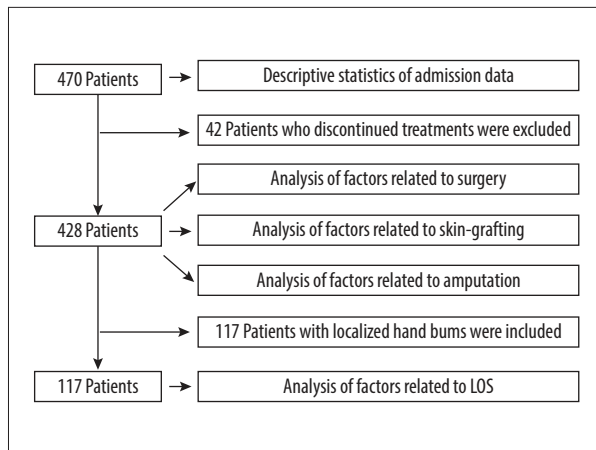 470 Patients
Descriptive statistics of admission data
42 Patients who discontinued treatments were excluded
Analysis of factors related to surgery
428 Patients
Analysis of factors related to skin-grafting
Analysis of factors related to amputation
117 Patients with localized hand bums were included
117 Patients
Analysis of factors related to LOS